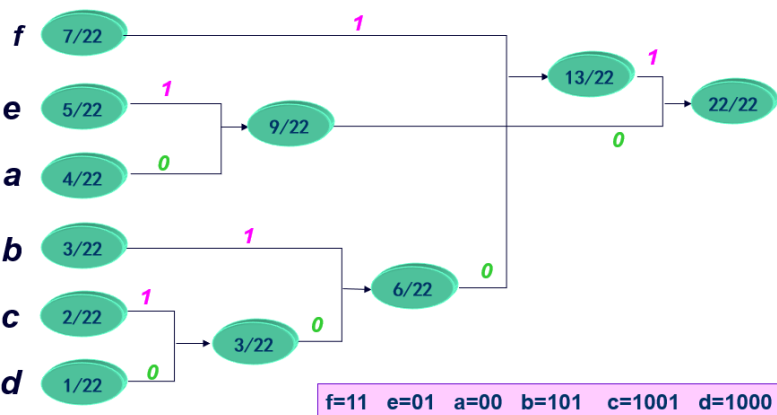 f 7/22 1
13/22 1
e 5/22 1
9/22
22/22
0
a 4/22 0
b 3/22 1
6/22 0
c 2/22 1
3/22 0
d 1/22 0
f=11 e=01 a=00 b=101 c=1001 d=1000